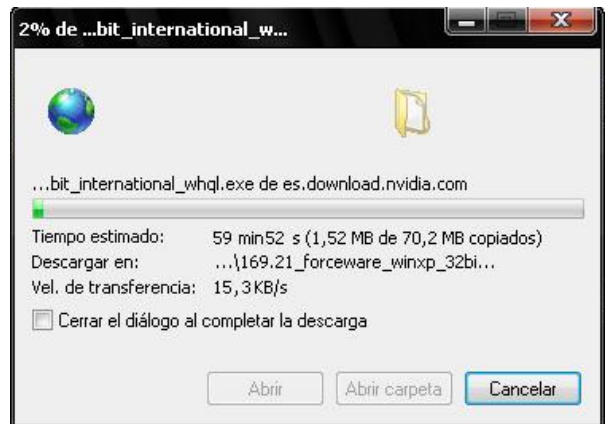 2% de ...bit_internati​onal_w...
...bit_international_whql.exe de es.download.nvidia.com
Tiempo estimado: 59 min52 s (1,52 MB de 70,2 MB copiados)
Descargar en: ...\169.21_forceware_winxp_32bi...
Vel. de transferencia: 15,3KB/s
Cerrar el diálogo al completar la descarga
Abrir Abrir carpeta Cancelar